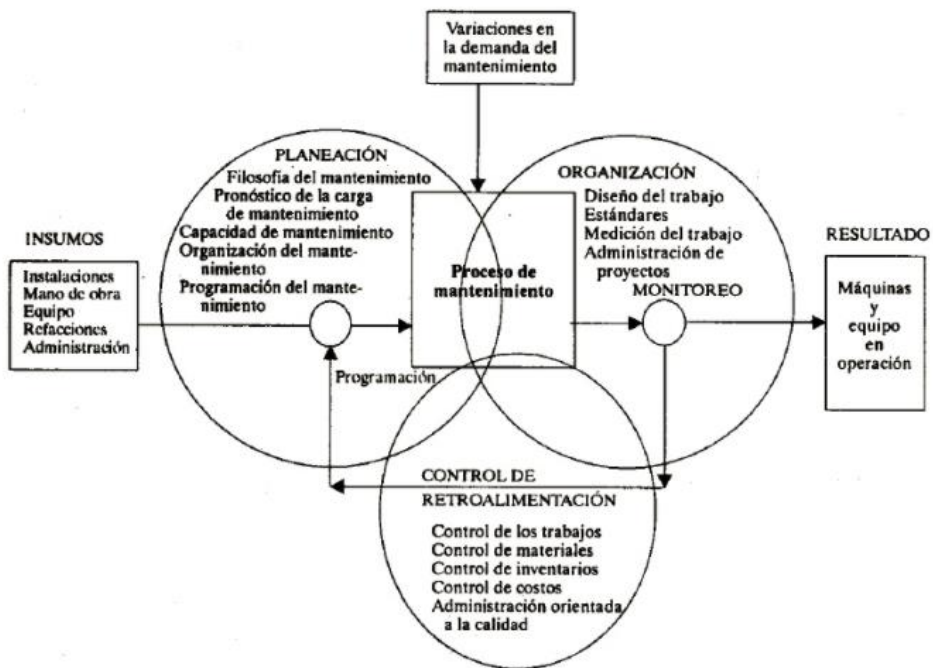 Variaciones en
la demanda del
mantenimiento
PLANEACIÓN
Filosofía del mantenimiento
Pronóstico de la carga
de mantenimiento
Capacidad de mantenimiento
Organización del mante-
nimiento
Programación del mante-
nimiento
ORGANIZACIÓN
Diseño del trabajo
Estándares
Medición del trabajo
Administración de
proyectos
MONITOREO
INSUMOS
Instalaciones
Mano de obra
Equipo
Refacciones
Administración
Proceso de
mantenimiento
RESULTADO
Máquinas
y
equipo
en
operación
Programación
CONTROL DE
RETROALIMENTACIÓN
Control de los trabajos
Control de materiales
Control de inventarios
Control de costos
Administración orientada
a la calidad